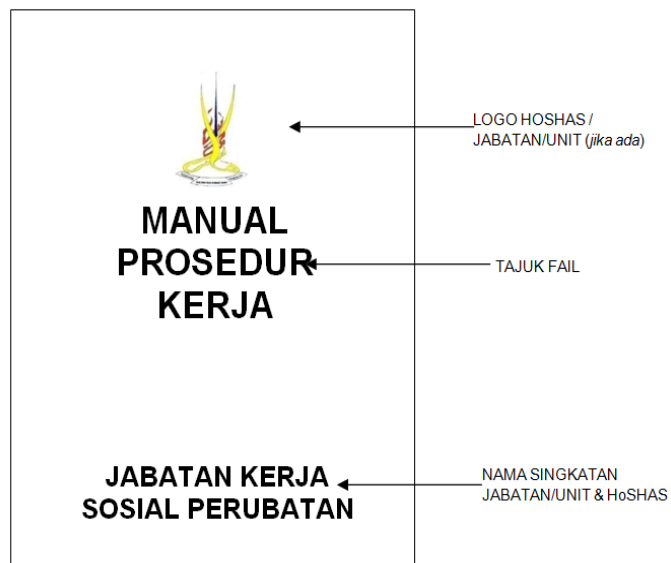 LOGO HOSHAS /
JABATAN/UNIT (jika ada)
MANUAL
PROSEDUR
KERJA
TAJUK FAIL
JABATAN KERJA
SOSIAL PERUBATAN
NAMA SINGKATAN
JABATAN/UNIT & HoSHAS